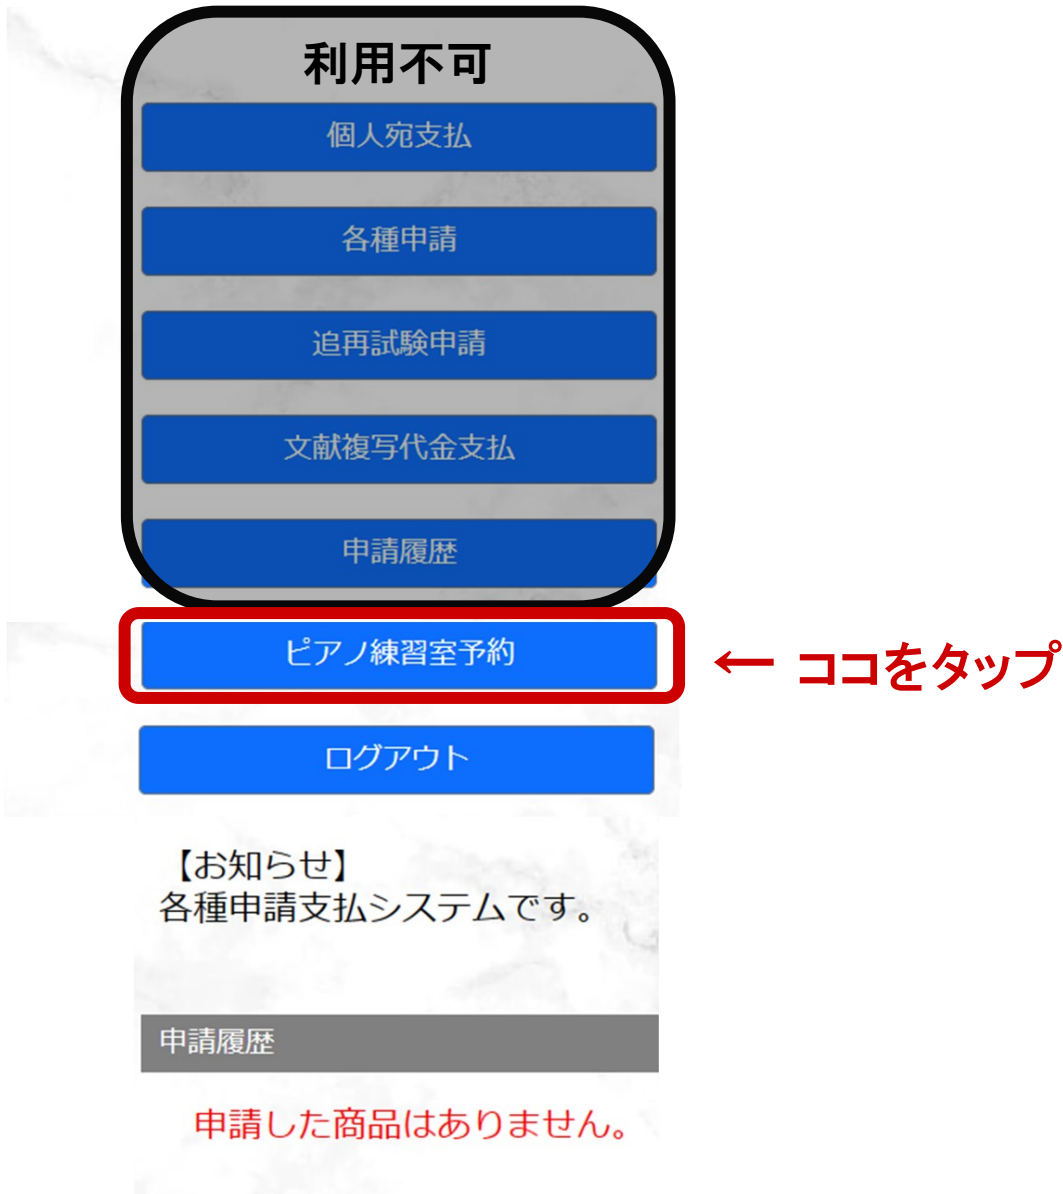 利用不可
個人宛支払
各種申請
追再試験申請
文献複写代金支払
申請履歴
ピアノ練習室予約
← ココをタップ
ログアウト
【お知らせ】
各種申請支払システムです。
申請履歴
申請した商品はありません。